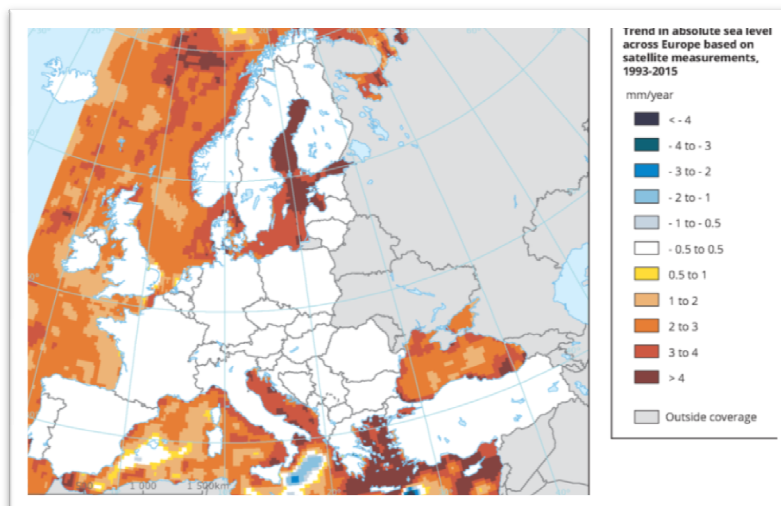 Trend in absolute sea level
across Europe based on
satellite measurements,
1993-2015
mm/year
< - 4
- 4 to - 3
- 3 to - 2
- 2 to - 1
- 1 to - 0.5
- 0.5 to 0.5
0.5 to 1
1 to 2
2 to 3
3 to 4
> 4
Outside coverage
1 000
1 500km